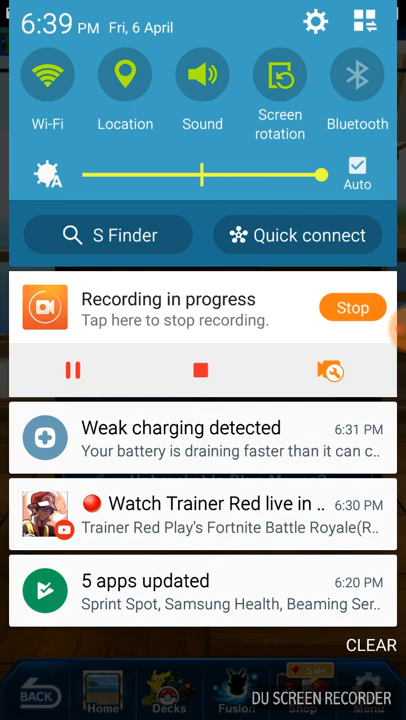 6:39 PM Fri, 6 April
Wi-Fi
Location
Sound
Screen rotation
Bluetooth
A
Auto
S Finder
Quick connect
Recording in progress
Stop
Tap here to stop recording.
Weak charging detected 6:31 PM
Your battery is draining faster than it can c..
🔴 Watch Trainer Red live in .. 6:30 PM
Trainer Red Play's Fortnite Battle Royale(R..
5 apps updated 6:20 PM
Sprint Spot, Samsung Health, Beaming Ser..
CLEAR
Sale
BACK
Home
Decks
Fusion
Shop
Menu
DU SCREEN RECORDER